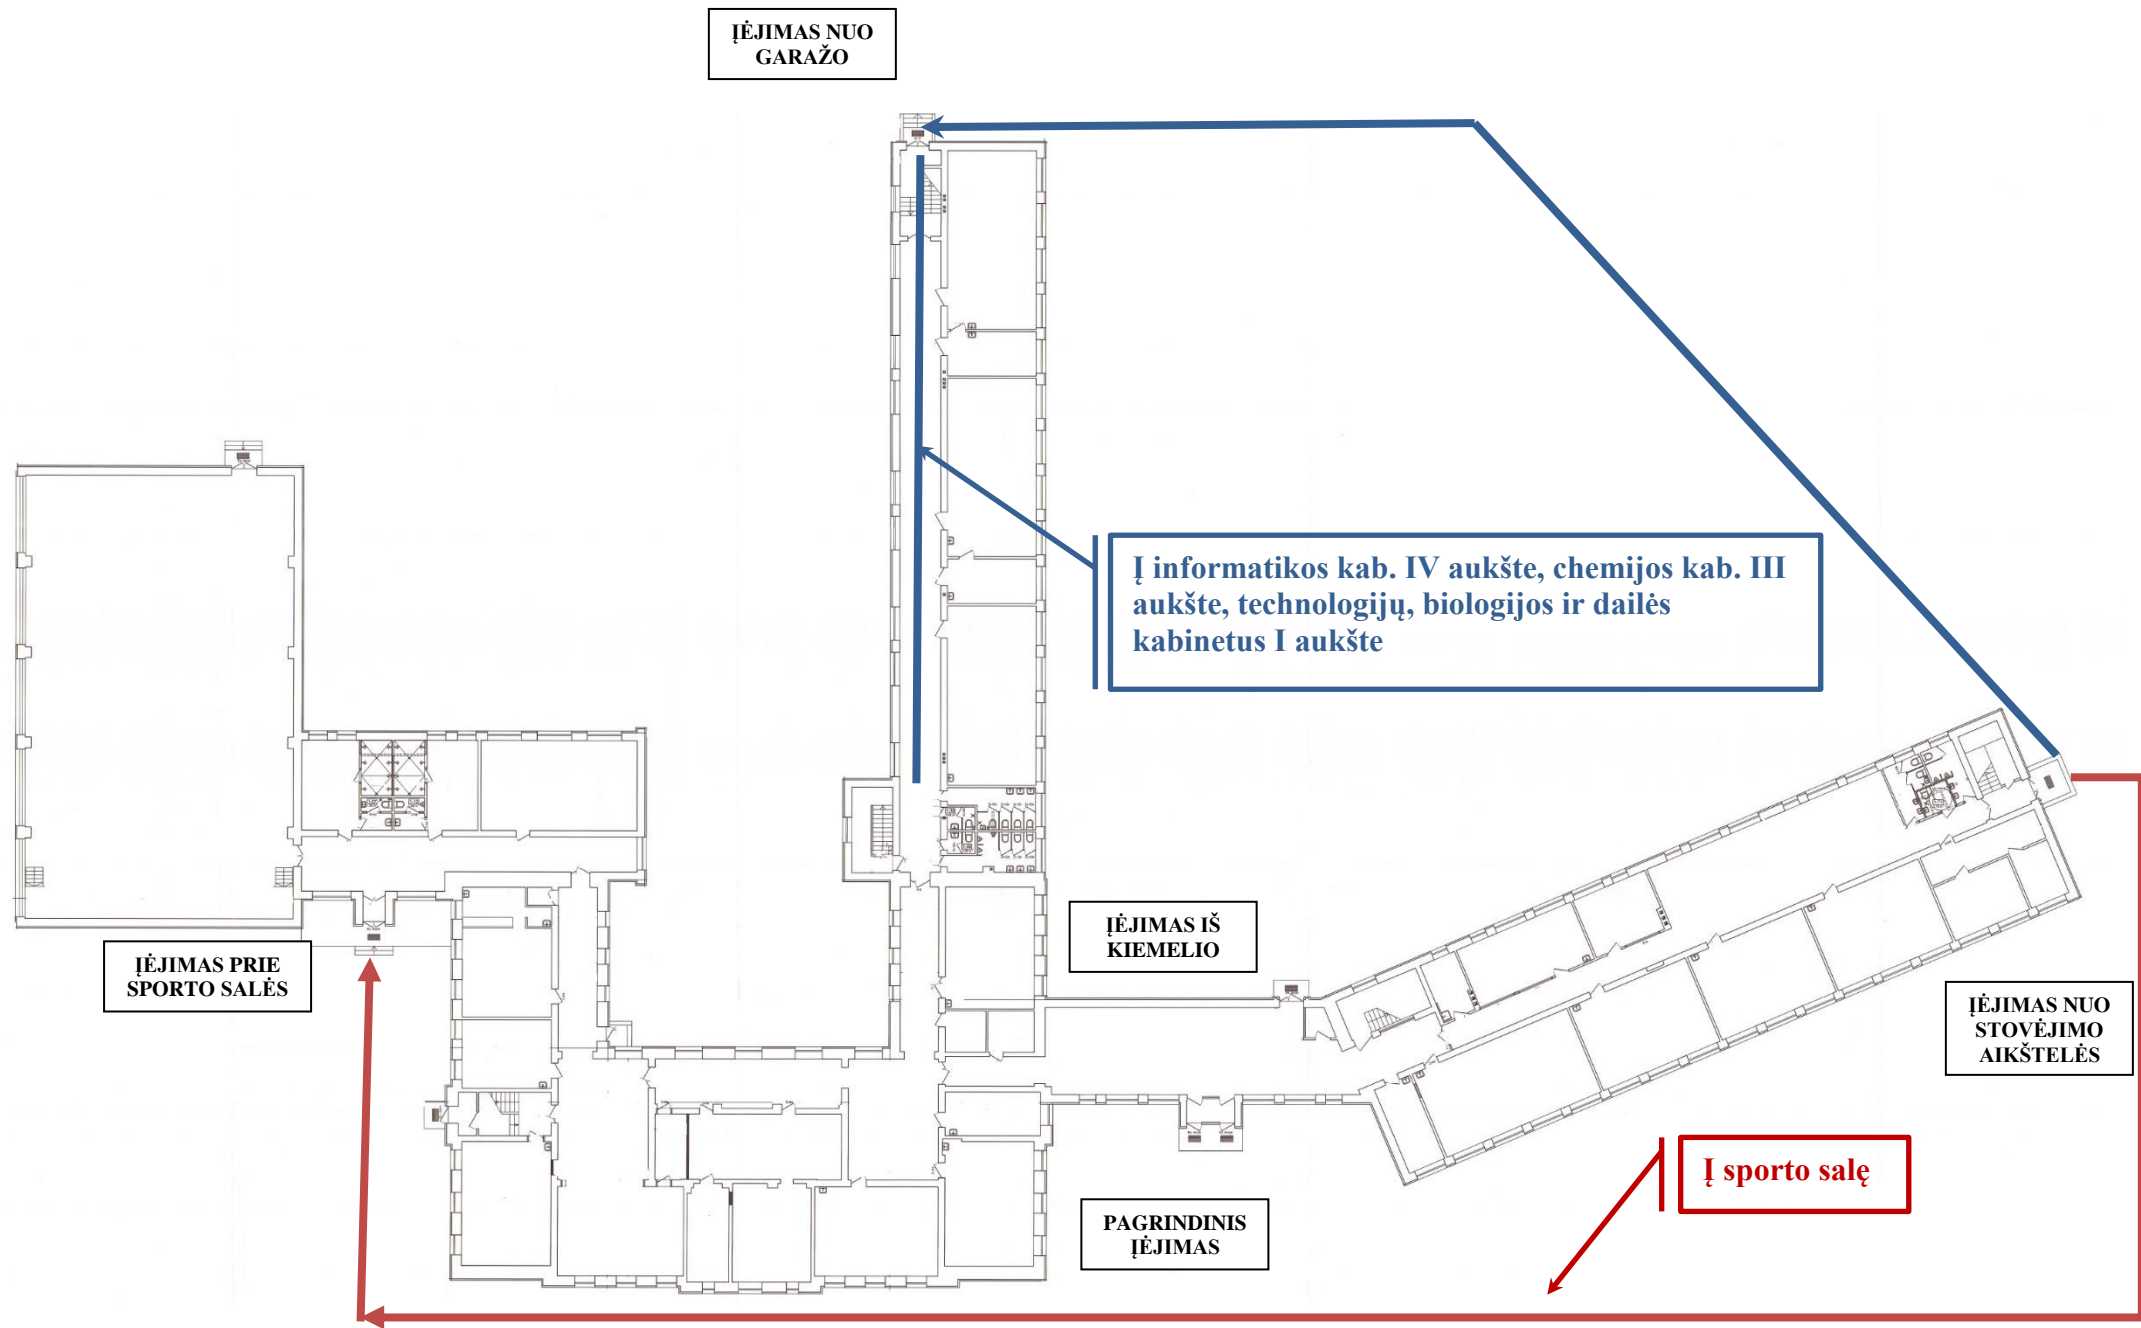 ĮĖJIMAS NUO
GARAŽO
Į informatikos kab. IV aukšte, chemijos kab. III
aukšte, technologijų, biologijos ir dailės
kabinetus I aukšte
ĮĖJIMAS IŠ
KIEMELIO
ĮĖJIMAS PRIE
SPORTO SALĖS
ĮĖJIMAS NUO
STOVĖJIMO
AIKŠTELĖS
Į sporto salę
PAGRINDINIS
ĮĖJIMAS